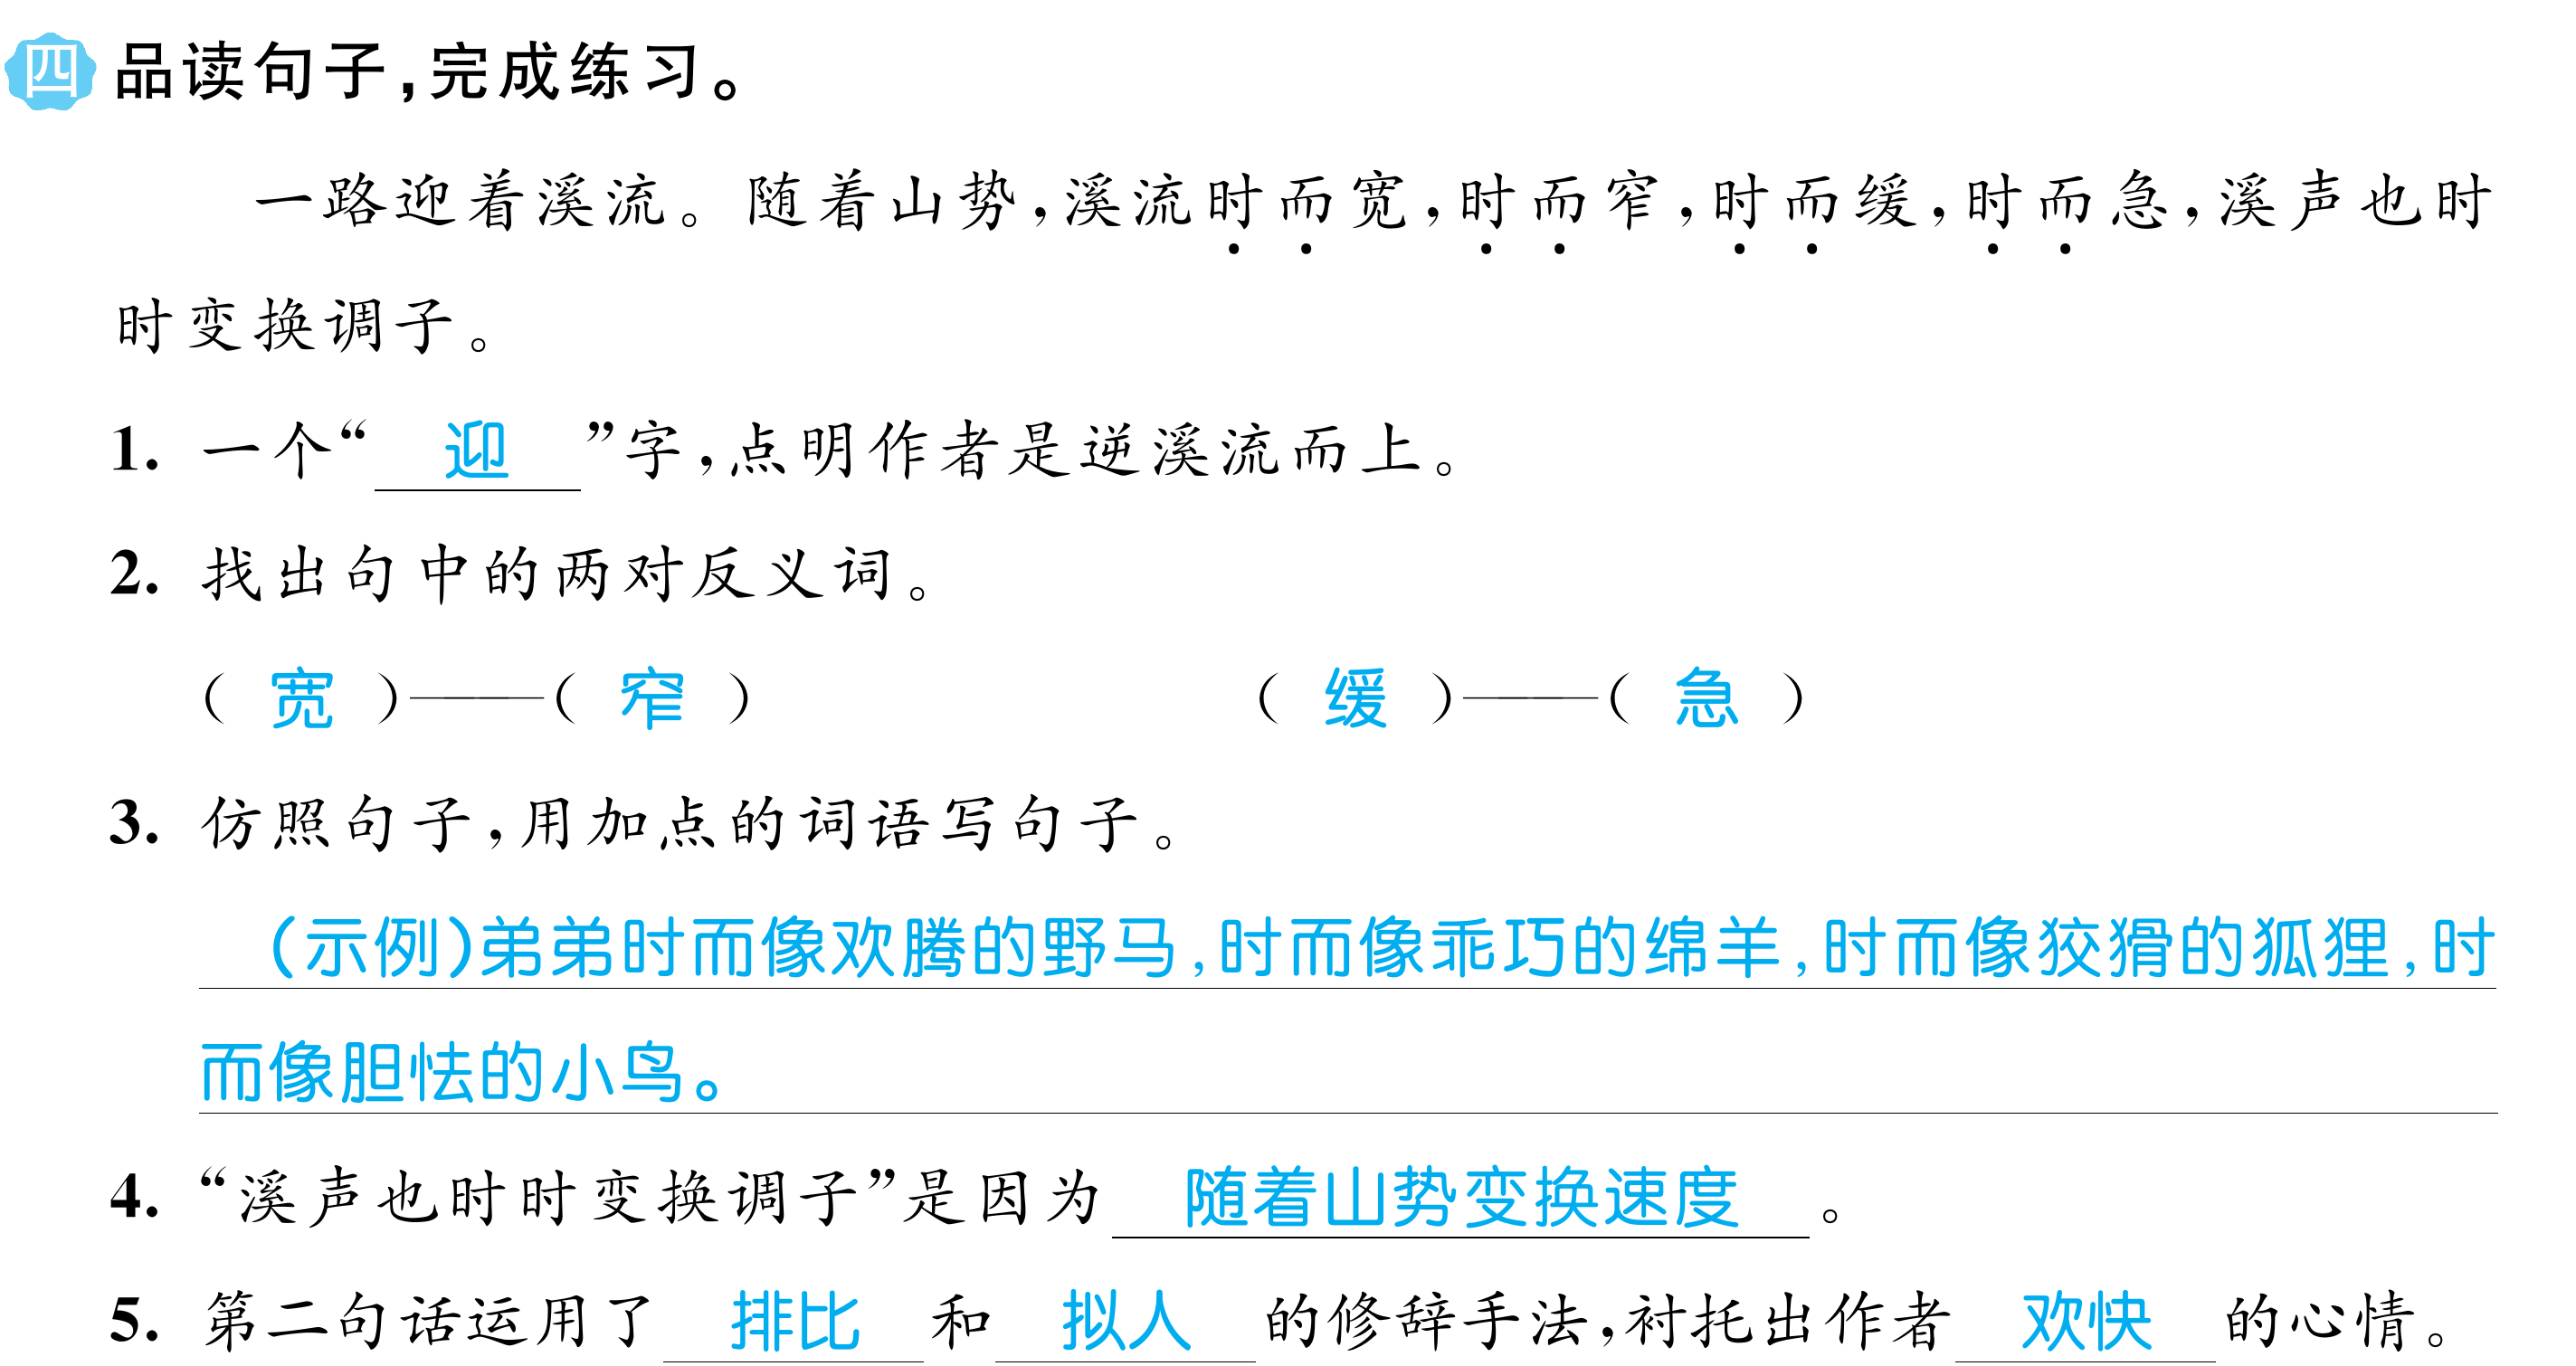 四 品读句子,完成练习。
一路迎着溪流。随着山势,溪流时而宽,时而窄,时而缓,时而急,溪声也时
时变换调子。
1. 一个“ 迎 ”字,点明作者是逆溪流而上。
2. 找出句中的两对反义词。
( 宽 )——( 窄 ) ( 缓 )——( 急 )
3. 仿照句子,用加点的词语写句子。
(示例)弟弟时而像欢腾的野马,时而像乖巧的绵羊,时而像狡猾的狐狸,时
而像胆怯的小鸟。
4. “溪声也时时变换调子”是因为 随着山势变换速度 。
5. 第二句话运用了 排比 和 拟人 的修辞手法,衬托出作者 欢快 的心情。